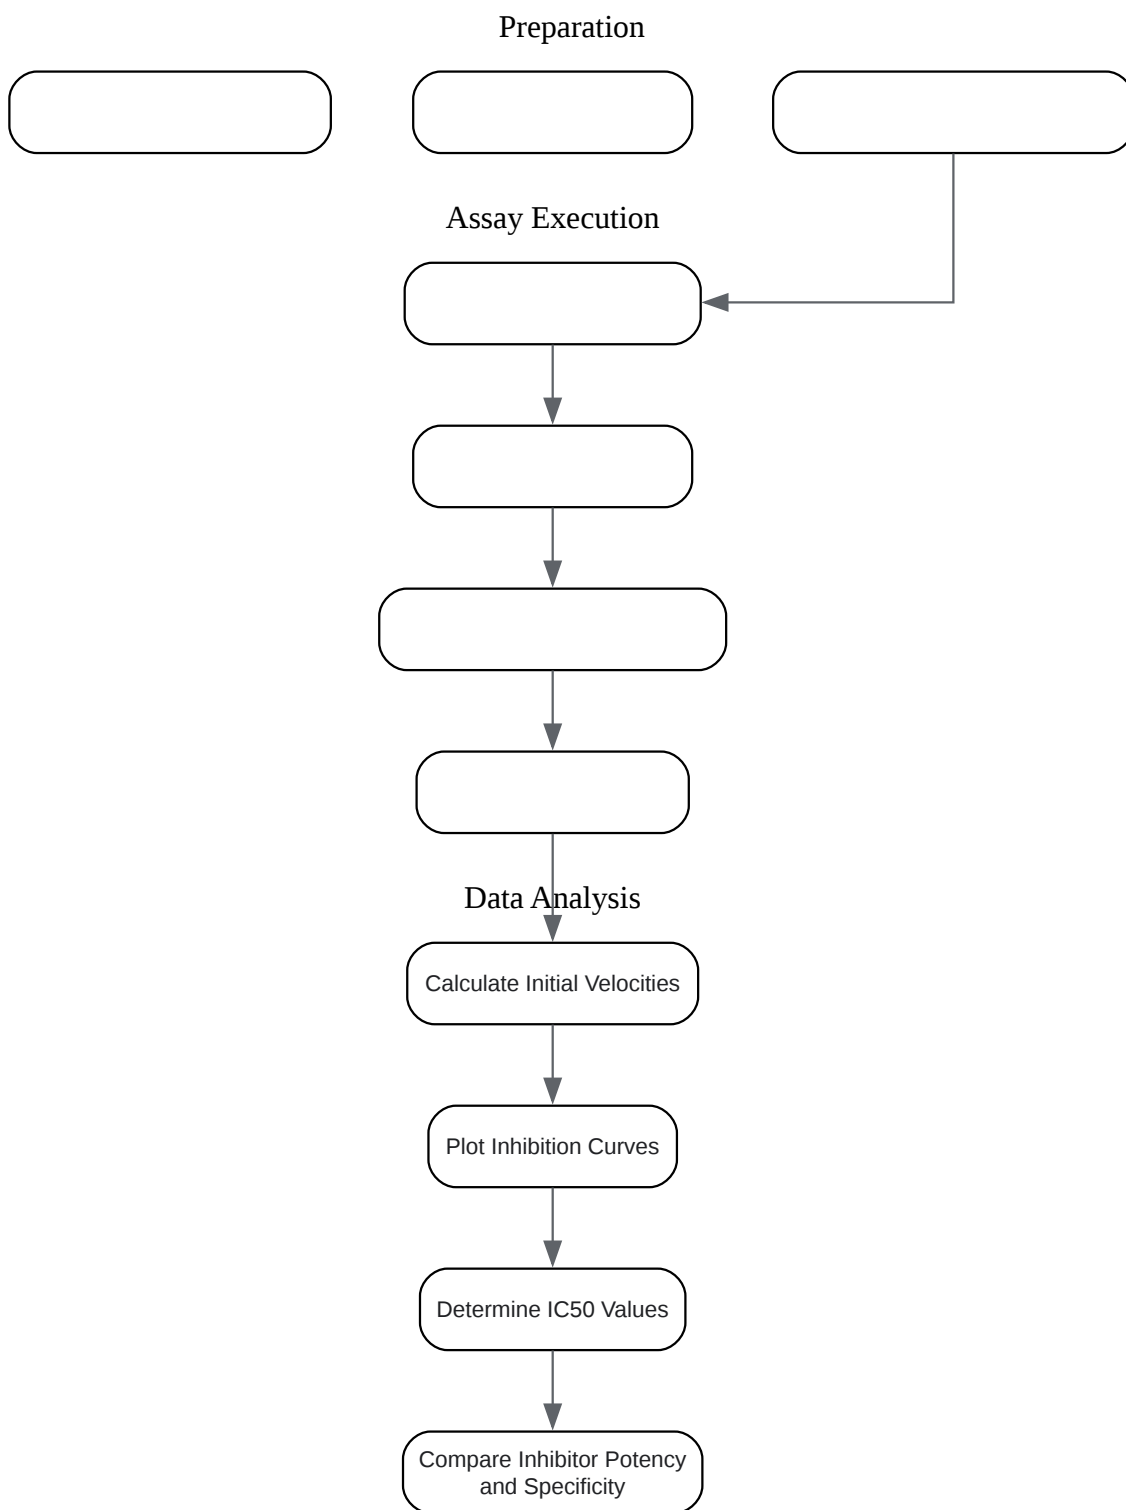 Preparation
Assay Execution
Data Analysis
Calculate Initial Velocities
Plot Inhibition Curves
Determine IC50 Values
Compare Inhibitor Potency
and Specificity